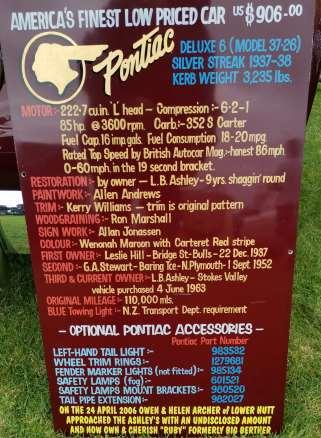 AMERICA'S FINEST LOW PRICED CAR US$906.00
Pontiac
DELUXE 6 (MODEL 37-26)
SILVER STREAK 1937-38
KERB WEIGHT 3,235 lbs.
MOTOR:- 222.7 cu.in. 'L' head - Compression:- 6-2-1
85 hp. @ 3600 rpm. Carb:- 352 S Carter
Fuel Cap. 16 imp.gals. Fuel Consumption 18-20 mpg
Rated Top Speed by British Autocar Mag.:- honest 86mph
0-60 mph. in the 19 second bracket.
RESTORATION:- by owner - L.B. Ashley - 9 yrs. shaggin' round
PAINTWORK:- Allen Andrews
TRIM:- Kerry Williams - trim is original pattern
WOODGRAINING:- Ron Marshall
SIGN WORK:- Allan Jonassen
COLOUR:- Wenonah Maroon with Carteret Red stripe
FIRST OWNER:- Leslie Hill - Bridge St-Bulls - 22 Dec. 1937
SECOND:- G.A. Stewart - Baring Tce - N.Plymouth - 1 Sept. 1952
THIRD & CURRENT OWNER:- L.B. Ashley - Stokes Valley
vehicle purchased 4 June 1963
ORIGINAL MILEAGE:- 110,000 mls.
BLUE Towing Light:- N.Z. Transport Dept. requirement
- OPTIONAL PONTIAC ACCESSORIES -
Pontiac Part Number
LEFT-HAND TAIL LIGHT:- 983582
WHEEL TRIM RINGS:- 1279681
FENDER MARKER LIGHTS (not fitted):- 985134
SAFETY LAMPS (fog):- 601521
SAFETY LAMPS MOUNT BRACKETS:- 980520
TAIL PIPE EXTENSION:- 982027
ON THE 24 APRIL 2006 OWEN & HELEN ARCHER of LOWER HUTT
APPROACHED THE ASHLEY'S WITH AN UNDISCLOSED AMOUNT
AND NOW OWN & CHERISH "RUBY" FORMERLY BIG BERTHER